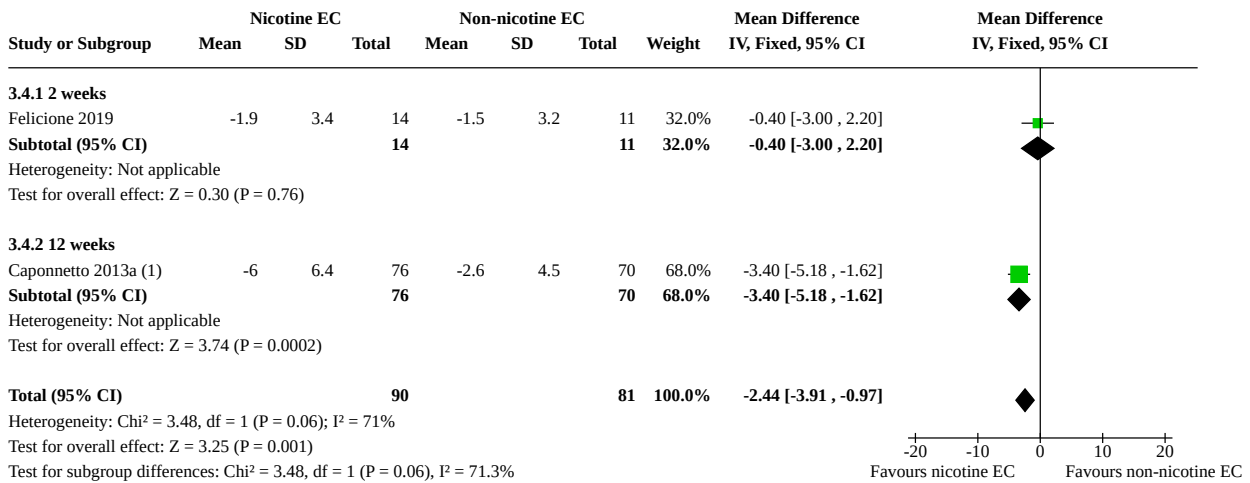 Nicotine EC Non-nicotine EC Mean Difference Mean Difference
Study or Subgroup Mean SD Total Mean SD Total Weight IV, Fixed, 95% CI IV, Fixed, 95% CI
3.4.1 2 weeks
Felicione 2019 -1.9 3.4 14 -1.5 3.2 11 32.0% -0.40 [-3.00 , 2.20]
Subtotal (95% CI) 14 11 32.0% -0.40 [-3.00 , 2.20]
Heterogeneity: Not applicable
Test for overall effect: Z = 0.30 (P = 0.76)
3.4.2 12 weeks
Caponnetto 2013a (1) -6 6.4 76 -2.6 4.5 70 68.0% -3.40 [-5.18 , -1.62]
Subtotal (95% CI) 76 70 68.0% -3.40 [-5.18 , -1.62]
Heterogeneity: Not applicable
Test for overall effect: Z = 3.74 (P = 0.0002)
Total (95% CI) 90 81 100.0% -2.44 [-3.91 , -0.97]
Heterogeneity: Chi² = 3.48, df = 1 (P = 0.06); I² = 71%
Test for overall effect: Z = 3.25 (P = 0.001)
-20 -10 0 10 20
Test for subgroup differences: Chi² = 3.48, df = 1 (P = 0.06), I² = 71.3% Favours nicotine EC Favours non-nicotine EC